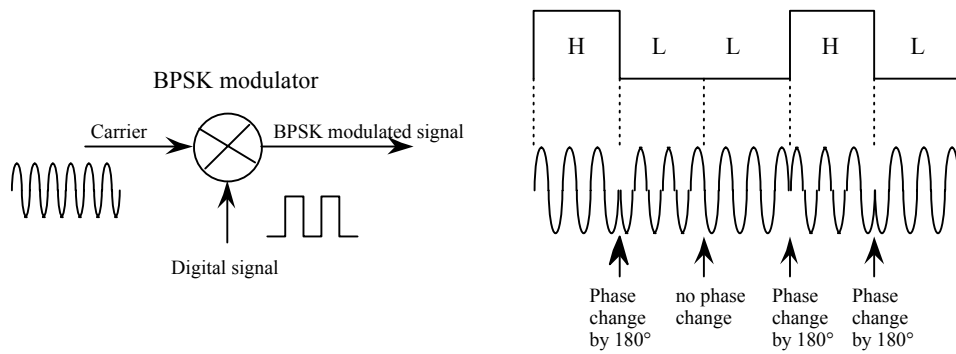 BPSK modulator
Carrier
BPSK modulated signal
Digital signal
H L L H L
Phase
change
by 180°
no phase
change
Phase
change
by 180°
Phase
change
by 180°